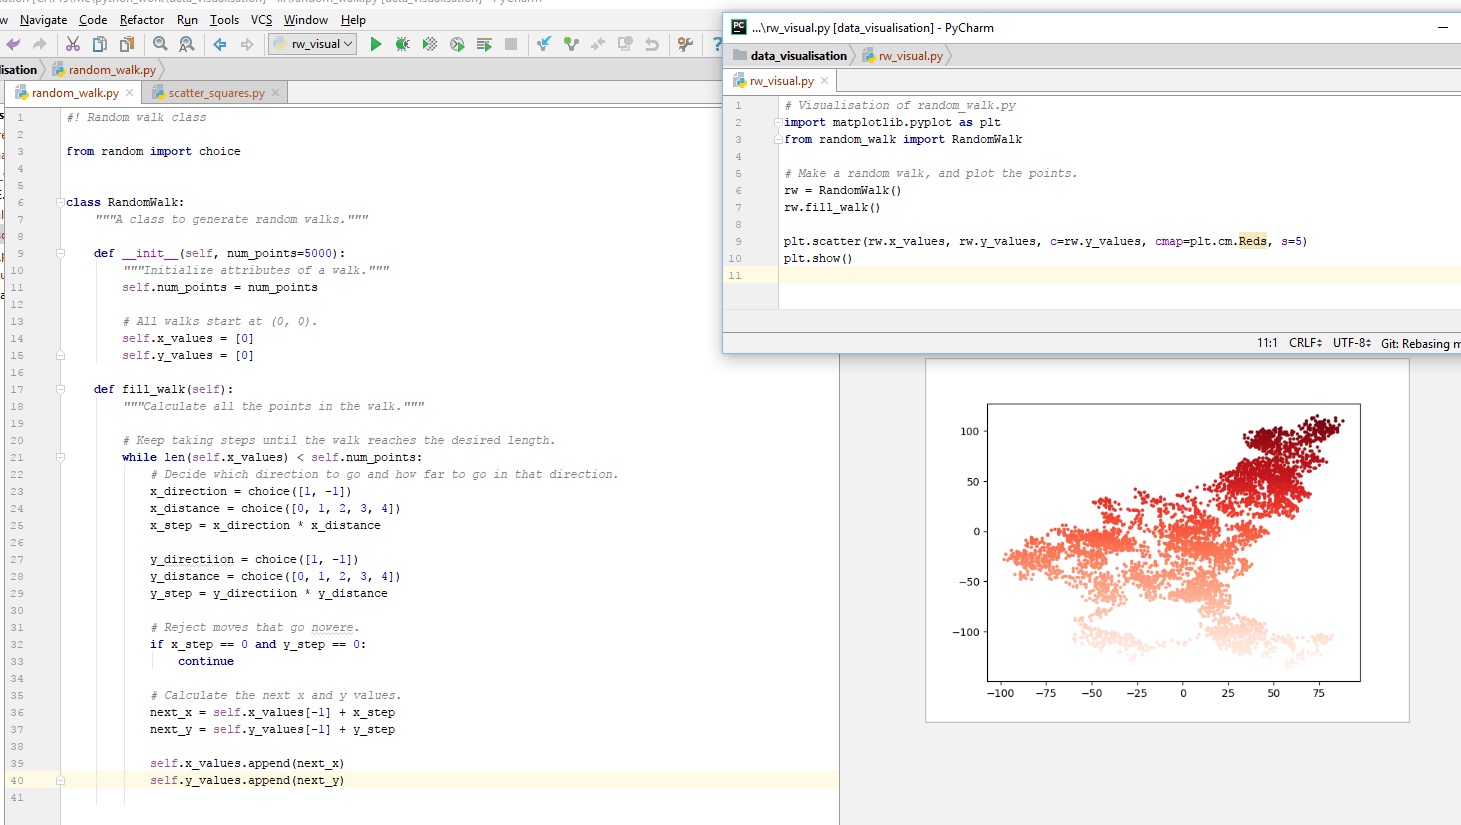 Navigate Code Refactor Run Tools VCS Window Help
rw_visual
random_walk.py
random_walk.py scatter_squares.py
1 #! Random walk class
2
3 from random import choice
4
5
6 class RandomWalk:
7 """A class to generate random walks."""
8
9 def __init__(self, num_points=5000):
10 """Initialize attributes of a walk."""
11 self.num_points = num_points
12
13 # All walks start at (0, 0).
14 self.x_values = [0]
15 self.y_values = [0]
16
17 def fill_walk(self):
18 """Calculate all the points in the walk."""
19
20 # Keep taking steps until the walk reaches the desired length.
21 while len(self.x_values) < self.num_points:
22 # Decide which direction to go and how far to go in that direction.
23 x_direction = choice([1, -1])
24 x_distance = choice([0, 1, 2, 3, 4])
25 x_step = x_direction * x_distance
26
27 y_directiion = choice([1, -1])
28 y_distance = choice([0, 1, 2, 3, 4])
29 y_step = y_directiion * y_distance
30
31 # Reject moves that go nowere.
32 if x_step == 0 and y_step == 0:
33 continue
34
35 # Calculate the next x and y values.
36 next_x = self.x_values[-1] + x_step
37 next_y = self.y_values[-1] + y_step
38
39 self.x_values.append(next_x)
40 self.y_values.append(next_y)
41
...\rw_visual.py [data_visualisation] - PyCharm
data_visualisation rw_visual.py
rw_visual.py
1 # Visualisation of random_walk.py
2 import matplotlib.pyplot as plt
3 from random_walk import RandomWalk
4
5 # Make a random walk, and plot the points.
6 rw = RandomWalk()
7 rw.fill_walk()
8
9 plt.scatter(rw.x_values, rw.y_values, c=rw.y_values, cmap=plt.cm.Reds, s=5)
10 plt.show()
11
11:1 CRLF UTF-8 Git: Rebasing
100
50
0
−50
−100
−100 −75 −50 −25 0 25 50 75